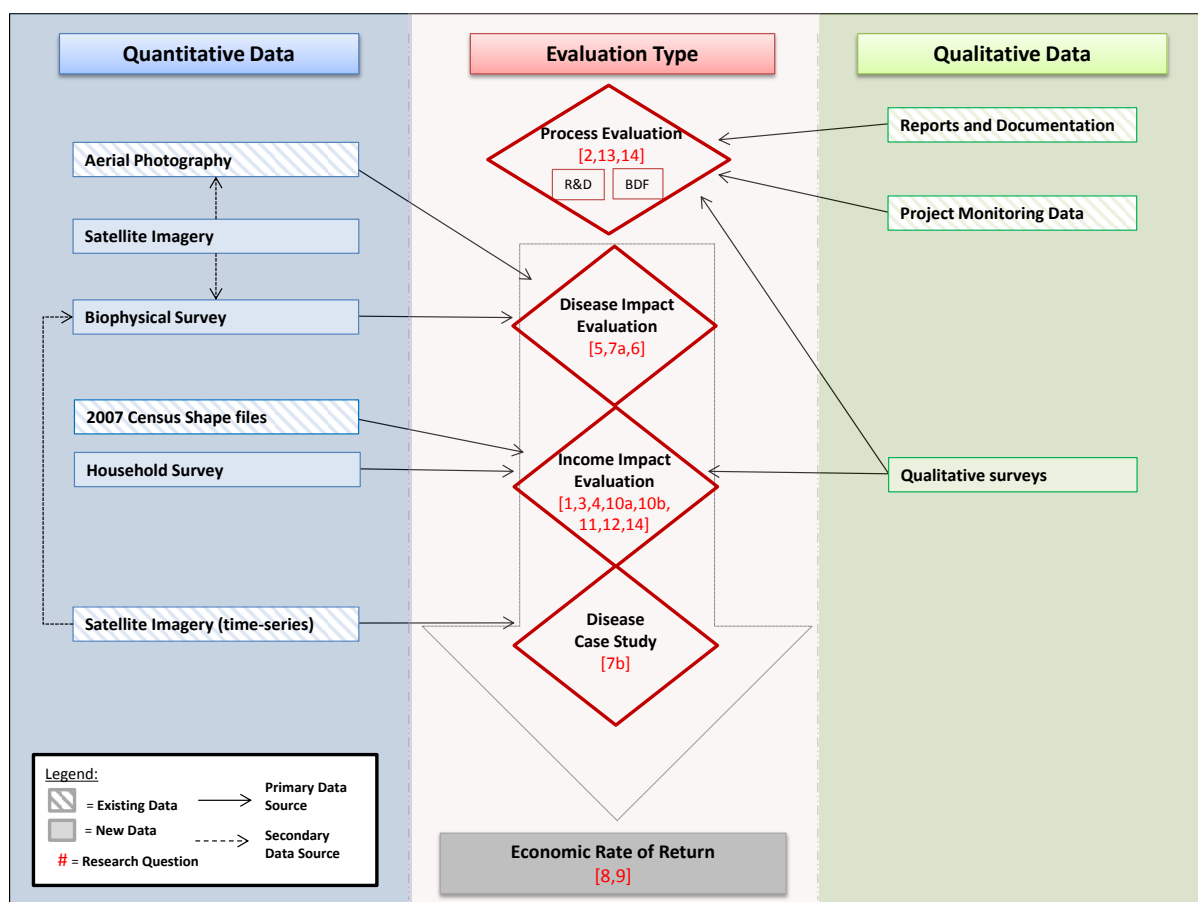 Quantitative Data
Evaluation Type
Qualitative Data
Process Evaluation
[2,13,14]
R&D
BDF
Reports and Documentation
Aerial Photography
Project Monitoring Data
Satellite Imagery
Disease Impact
Evaluation
[5,7a,6]
Biophysical Survey
2007 Census Shape files
Household Survey
Income Impact
Evaluation
[1,3,4,10a,10b,
11,12,14]
Qualitative surveys
Satellite Imagery (time-series)
Disease
Case Study
[7b]
Legend:
= Existing Data
Primary Data
Source
= New Data
Secondary
Data Source
# = Research Question
Economic Rate of Return
[8,9]